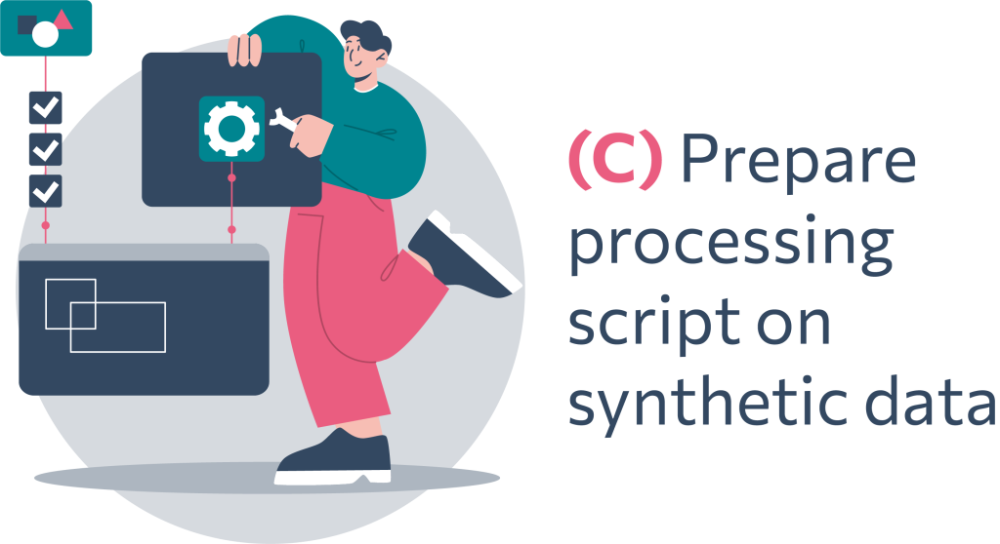 (C) Prepare
processing
script on
synthetic data